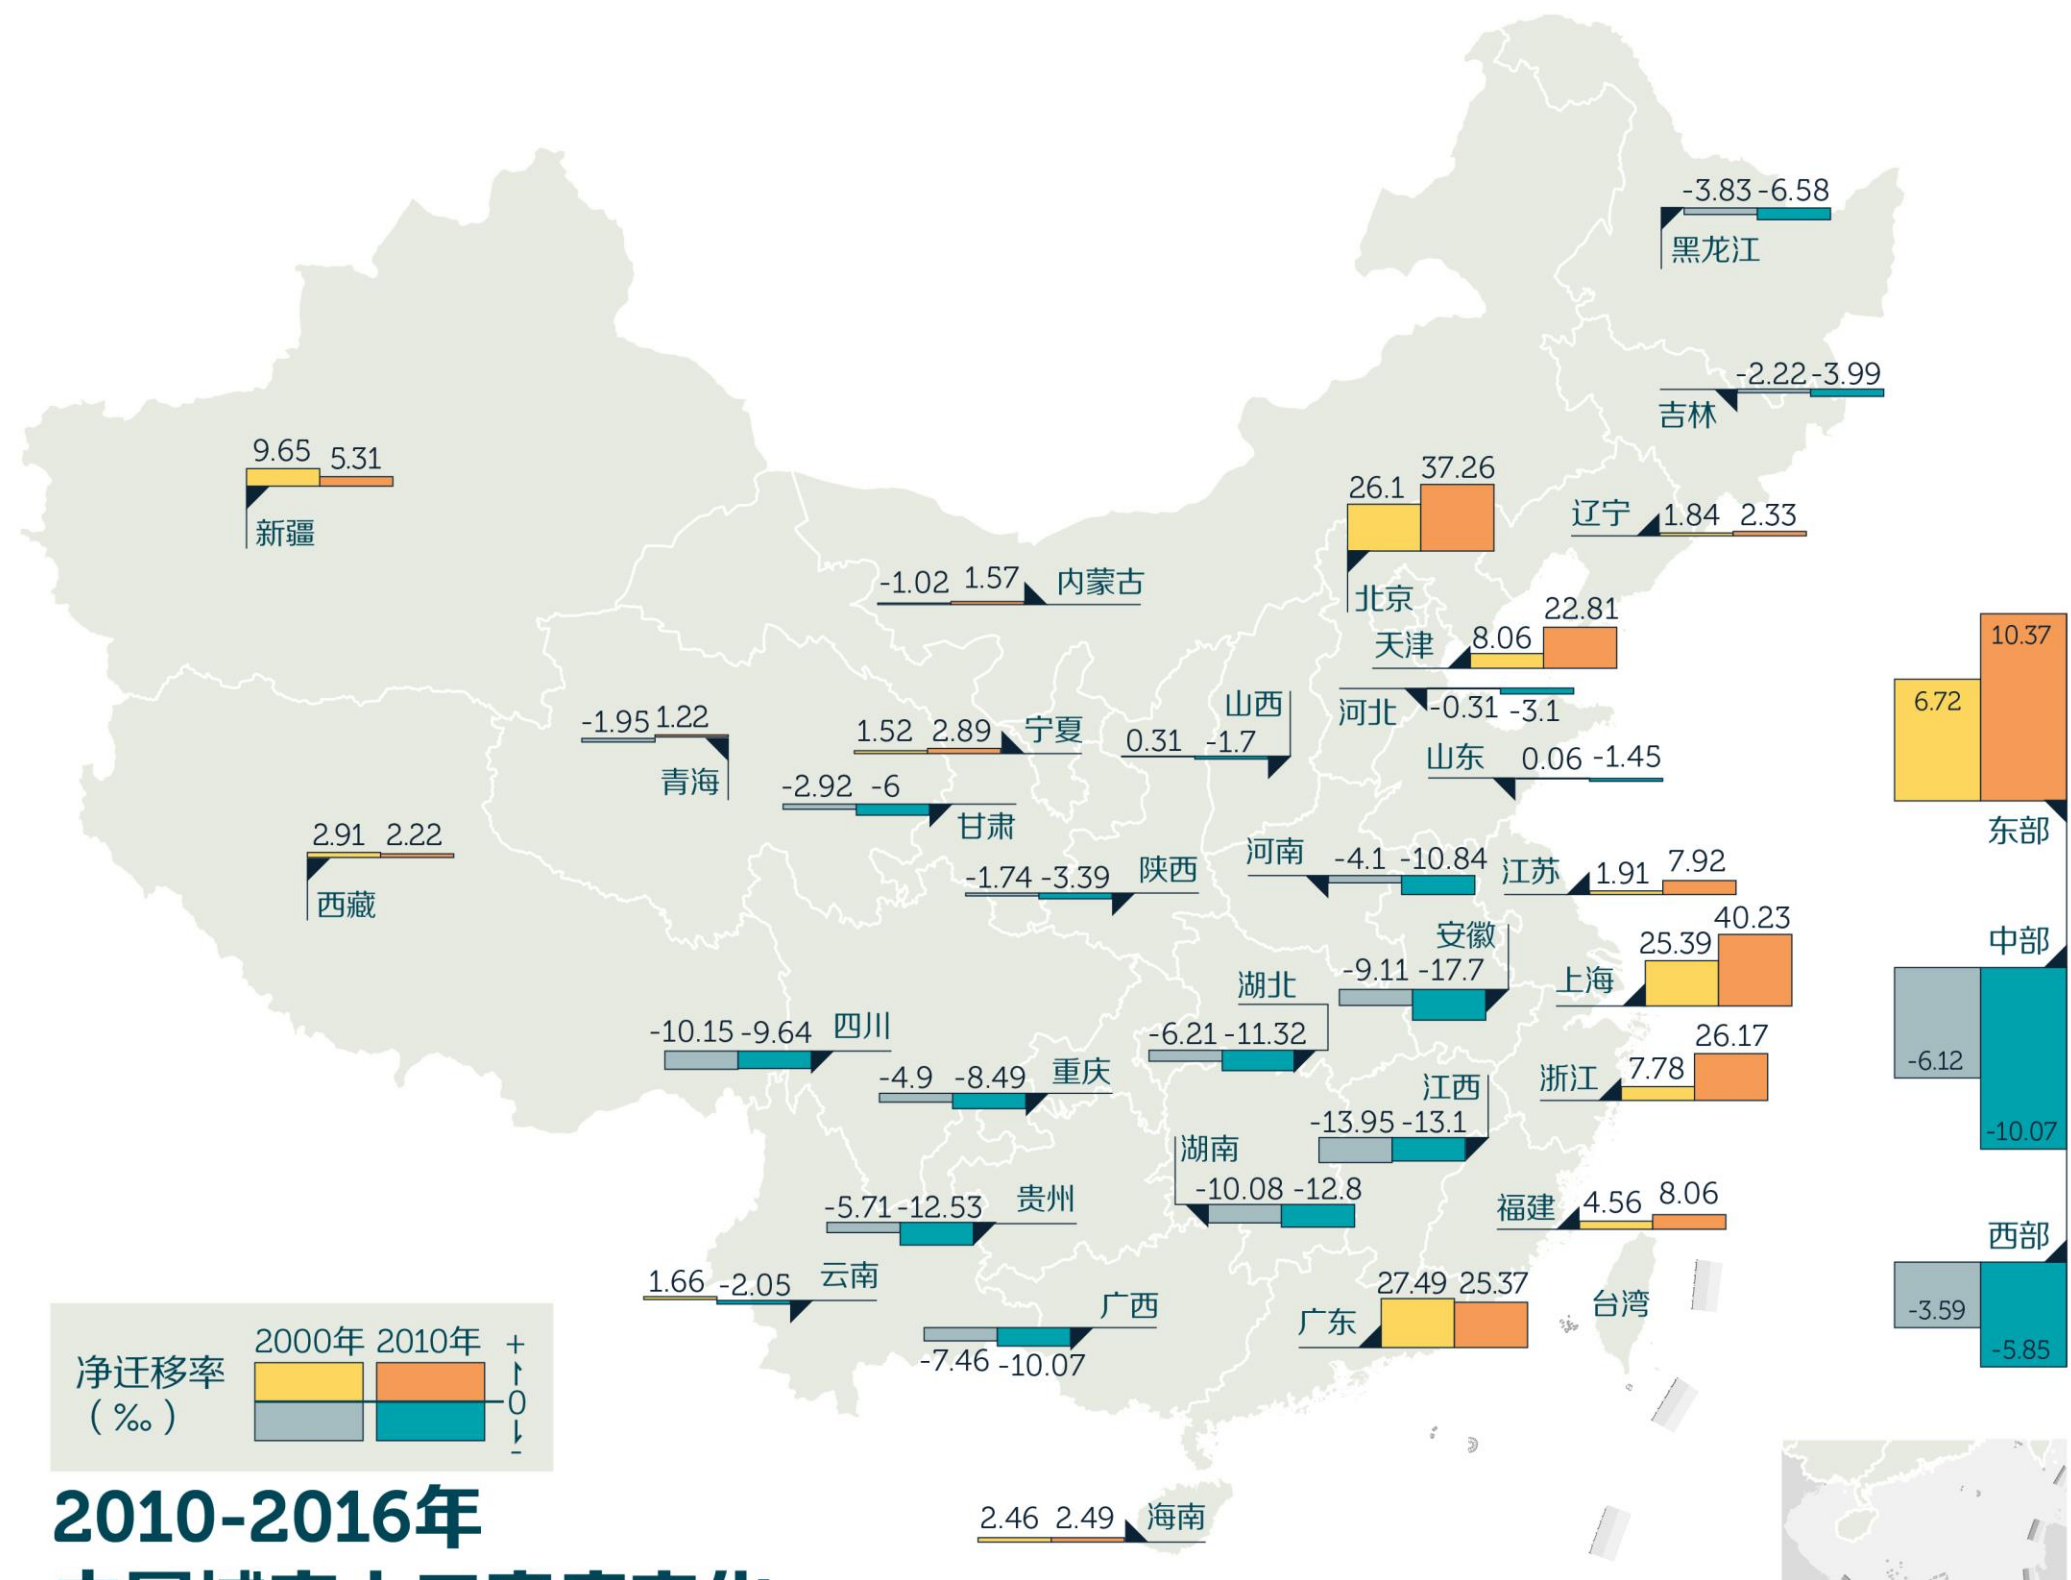 -3.83 -6.58
黑龙江
-2.22 -3.99
吉林
9.65 5.31
新疆
26.1 37.26
北京
辽宁 1.84 2.33
-1.02 1.57 内蒙古
22.81
天津 8.06
10.37
6.72
东部
-1.95 1.22
青海
1.52 2.89 宁夏
山西
0.31 -1.7
河北 -0.31 -3.1
山东 0.06 -1.45
-2.92 -6
甘肃
2.91 2.22
西藏
-1.74 -3.39 陕西
河南 -4.1 -10.84
江苏 1.91 7.92
安徽
-9.11 -17.7
40.23
25.39
上海
中部
-6.12
-10.07
湖北
-6.21 -11.32
-10.15 -9.64 四川
-4.9 -8.49 重庆
26.17
浙江 7.78
江西
-13.95 -13.1
湖南
-10.08 -12.8
-5.71 -12.53 贵州
福建 4.56 8.06
西部
-3.59
-5.85
1.66 -2.05 云南
广西
-7.46 -10.07
27.49 25.37
广东
台湾
2000年 2010年 +
净迁移率
（‰）
0
-
2.46 2.49 海南
2010-2016年